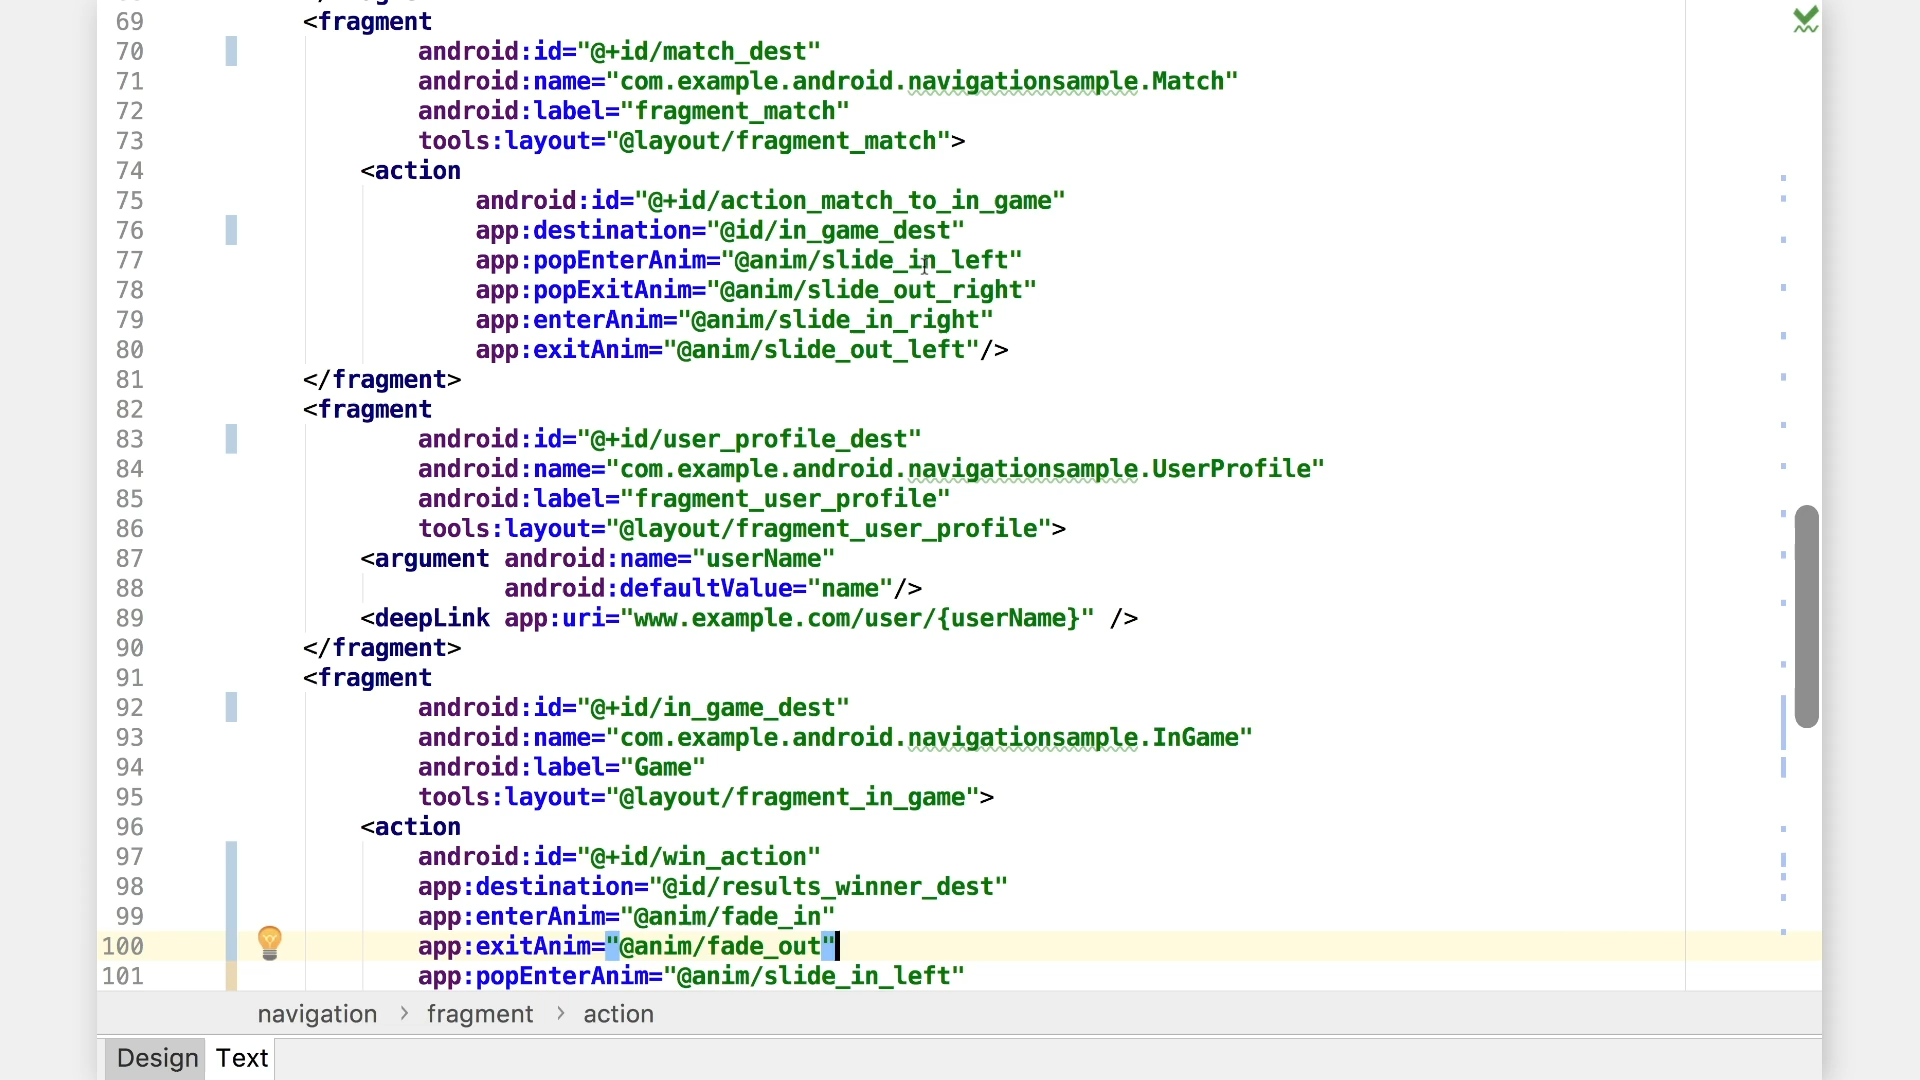 69 <fragment
70 android:id="@+id/match_dest"
71 android:name="com.example.android.navigationsample.Match"
72 android:label="fragment_match"
73 tools:layout="@layout/fragment_match">
74 <action
75 android:id="@+id/action_match_to_in_game"
76 app:destination="@id/in_game_dest"
77 app:popEnterAnim="@anim/slide_in_left"
78 app:popExitAnim="@anim/slide_out_right"
79 app:enterAnim="@anim/slide_in_right"
80 app:exitAnim="@anim/slide_out_left"/>
81 </fragment>
82 <fragment
83 android:id="@+id/user_profile_dest"
84 android:name="com.example.android.navigationsample.UserProfile"
85 android:label="fragment_user_profile"
86 tools:layout="@layout/fragment_user_profile">
87 <argument android:name="userName"
88 android:defaultValue="name"/>
89 <deepLink app:uri="www.example.com/user/{userName}" />
90 </fragment>
91 <fragment
92 android:id="@+id/in_game_dest"
93 android:name="com.example.android.navigationsample.InGame"
94 android:label="Game"
95 tools:layout="@layout/fragment_in_game">
96 <action
97 android:id="@+id/win_action"
98 app:destination="@id/results_winner_dest"
99 app:enterAnim="@anim/fade_in"
100 app:exitAnim="@anim/fade_out"
101 app:popEnterAnim="@anim/slide_in_left"
navigation › fragment › action
Design Text